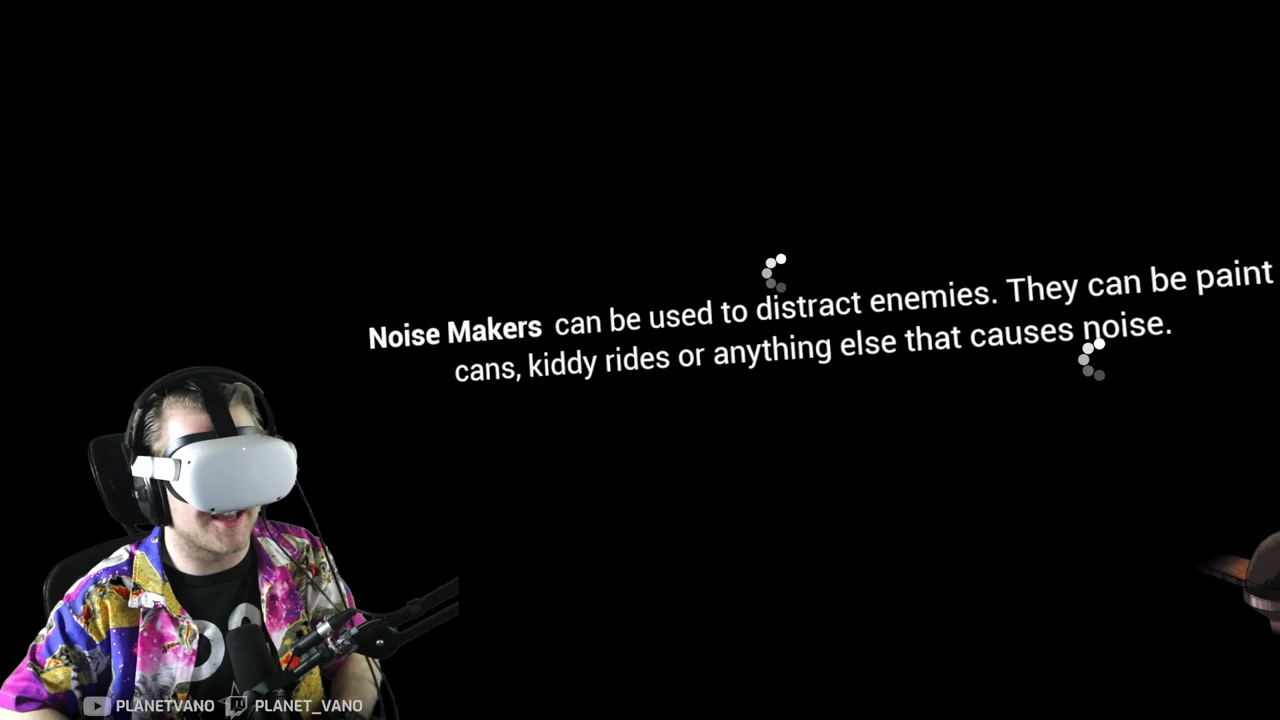 Noise Makers can be used to distract enemies. They can be paint
cans, kiddy rides or anything else that causes noise.
PLANETVANO PLANET_VANO